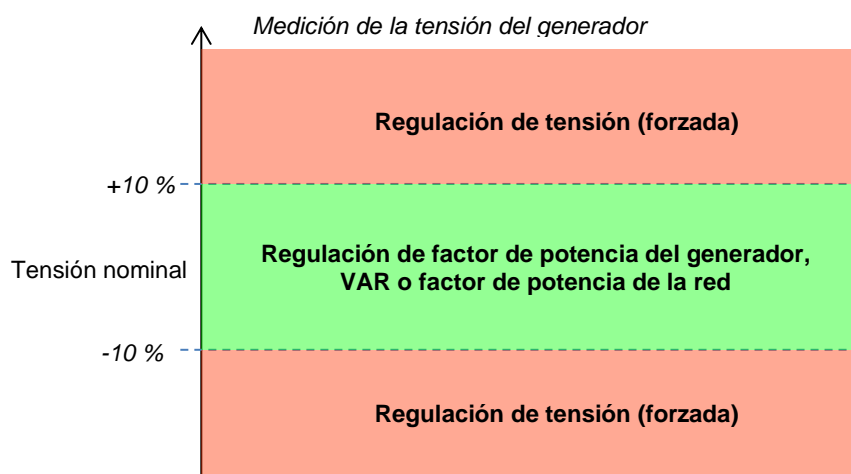 Medición de la tensión del generador
Regulación de tensión (forzada)
+10 %
Regulación de factor de potencia del generador,
VAR o factor de potencia de la red
Tensión nominal
-10 %
Regulación de tensión (forzada)